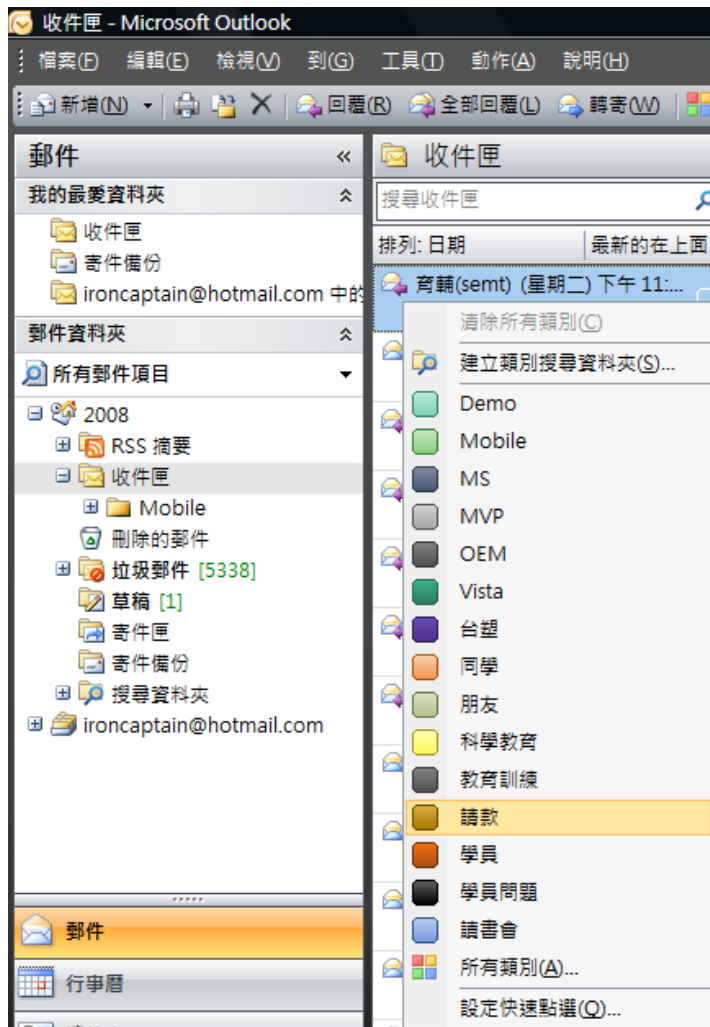 收件匣 - Microsoft Outlook
檔案(F) 編輯(E) 檢視(V) 到(G) 工具(T) 動作(A) 說明(H)
新增(N) 回覆(R) 全部回覆(L) 轉寄(W)
郵件
我的最愛資料夾
收件匣
寄件備份
ironcaptain@hotmail.com 中的
郵件資料夾
所有郵件項目
2008
RSS 摘要
收件匣
Mobile
刪除的郵件
垃圾郵件 [5338]
草稿 [1]
寄件匣
寄件備份
搜尋資料夾
ironcaptain@hotmail.com
郵件
行事曆
收件匣
搜尋收件匣
排列: 日期 最新的在上面
育輔(semt) (星期二) 下午 11:...
清除所有類別(C)
建立類別搜尋資料夾(S)...
Demo
Mobile
MS
MVP
OEM
Vista
台塑
同學
朋友
科學教育
教育訓練
請款
學員
學員問題
讀書會
所有類別(A)...
設定快速點選(Q)...